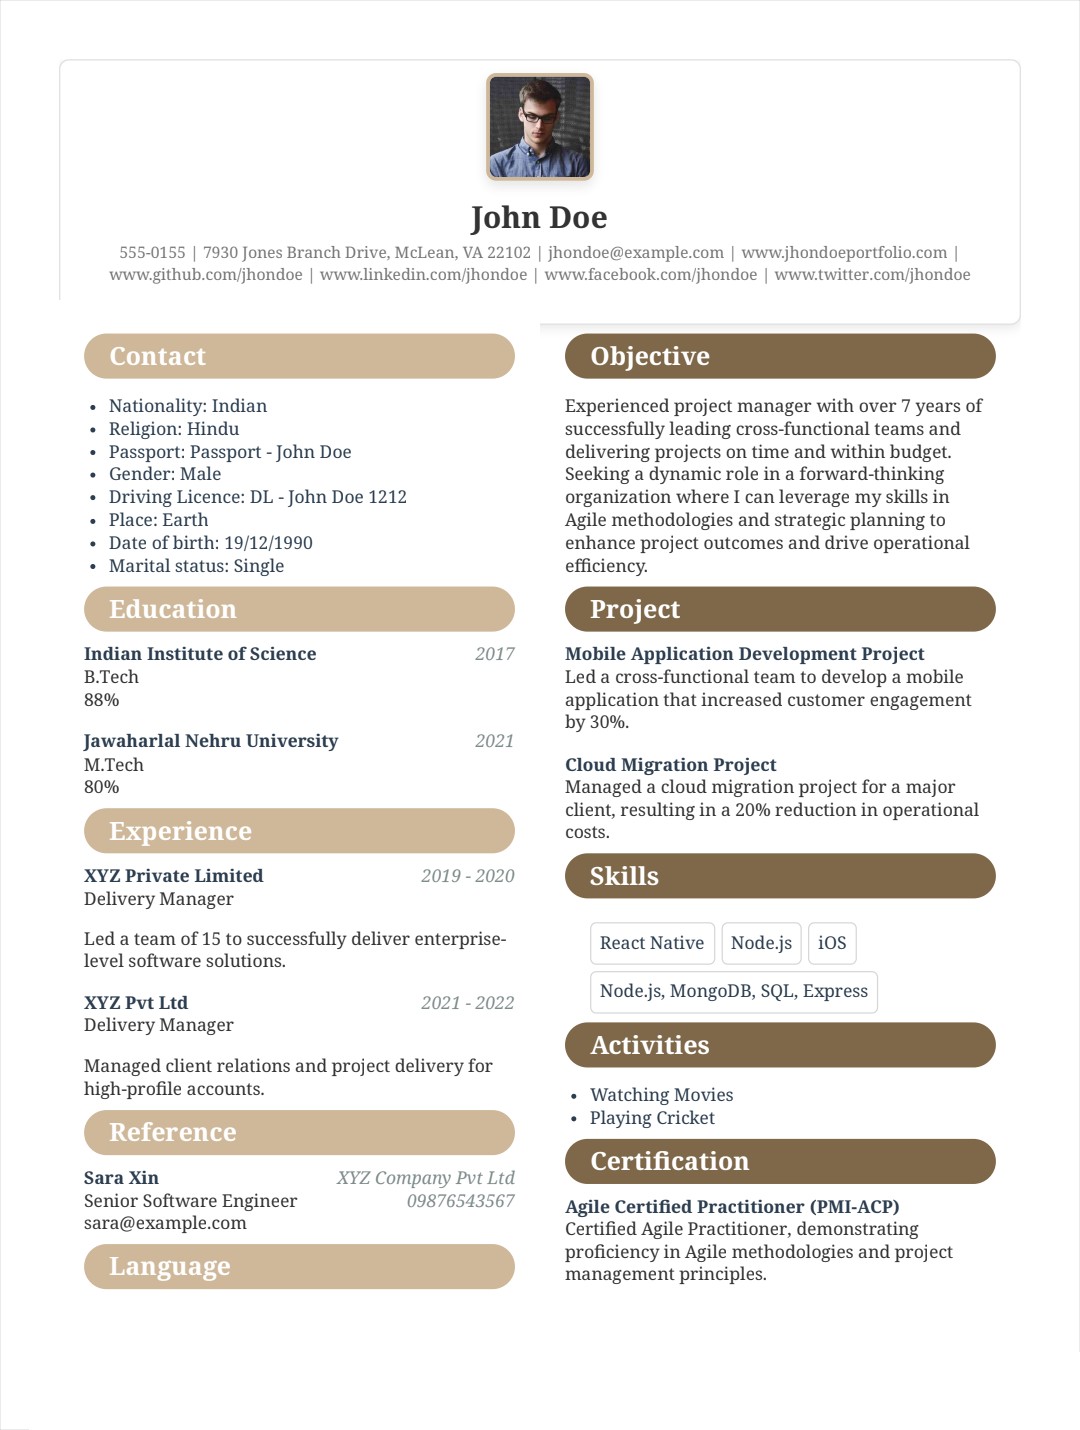 John Doe
555-0155 | 7930 Jones Branch Drive, McLean, VA 22102 | jhondoe@example.com | www.jhondoeportfolio.com |
www.github.com/jhondoe | www.linkedin.com/jhondoe | www.facebook.com/jhondoe | www.twitter.com/jhondoe
Contact
• Nationality: Indian
• Religion: Hindu
• Passport: Passport - John Doe
• Gender: Male
• Driving Licence: DL - John Doe 1212
• Place: Earth
• Date of birth: 19/12/1990
• Marital status: Single
Education
Indian Institute of Science 2017
B.Tech
88%
Jawaharlal Nehru University 2021
M.Tech
80%
Experience
XYZ Private Limited 2019 - 2020
Delivery Manager
Led a team of 15 to successfully deliver enterprise-
level software solutions.
XYZ Pvt Ltd 2021 - 2022
Delivery Manager
Managed client relations and project delivery for
high-profile accounts.
Reference
Sara Xin XYZ Company Pvt Ltd
Senior Software Engineer 09876543567
sara@example.com
Language
Objective
Experienced project manager with over 7 years of
successfully leading cross-functional teams and
delivering projects on time and within budget.
Seeking a dynamic role in a forward-thinking
organization where I can leverage my skills in
Agile methodologies and strategic planning to
enhance project outcomes and drive operational
efficiency.
Project
Mobile Application Development Project
Led a cross-functional team to develop a mobile
application that increased customer engagement
by 30%.
Cloud Migration Project
Managed a cloud migration project for a major
client, resulting in a 20% reduction in operational
costs.
Skills
React Native Node.js iOS
Node.js, MongoDB, SQL, Express
Activities
• Watching Movies
• Playing Cricket
Certification
Agile Certified Practitioner (PMI-ACP)
Certified Agile Practitioner, demonstrating
proficiency in Agile methodologies and project
management principles.